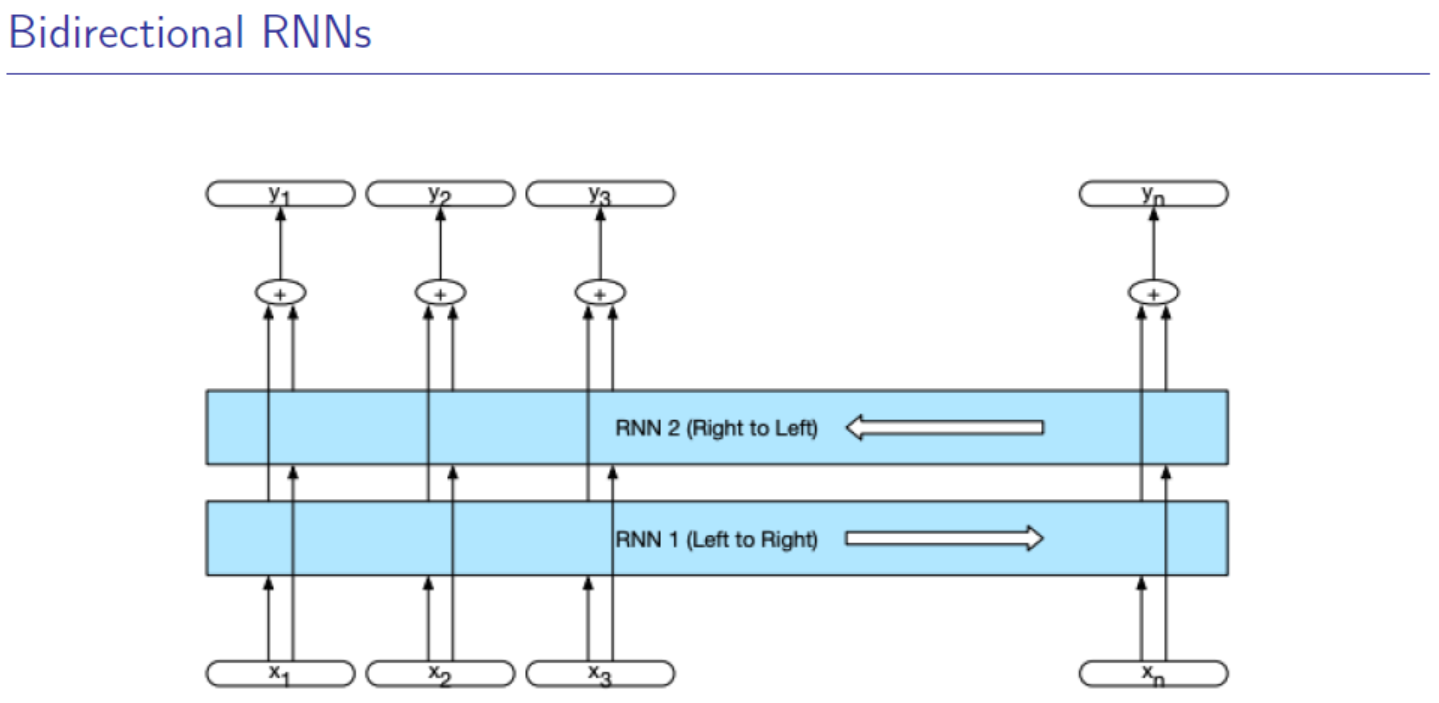 Bidirectional RNNs
y1 y2 y3 yn
+ + + +
RNN 2 (Right to Left)
RNN 1 (Left to Right)
x1 x2 x3 xn